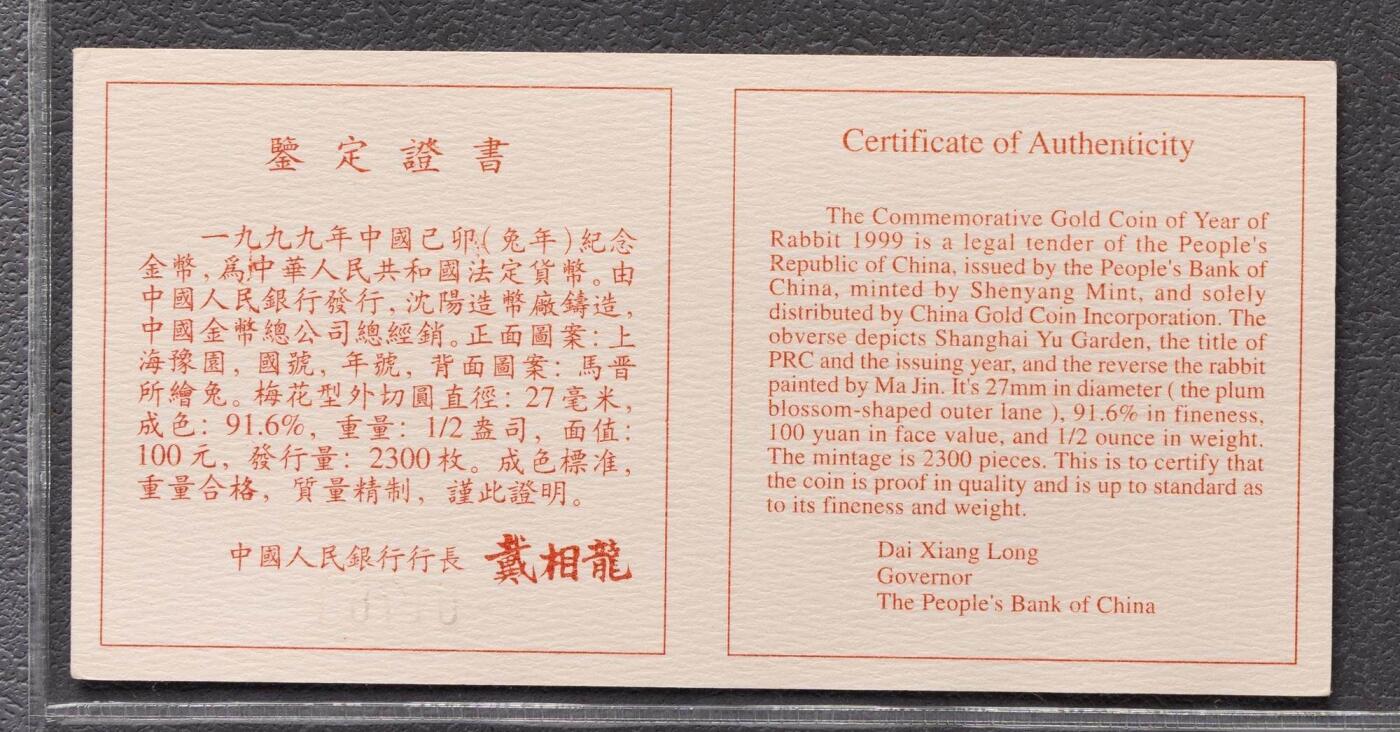 鑒定證書
一九九九年中國己卯(兔年)紀念
金幣,爲中華人民共和國法定貨幣。由
中國人民銀行發行,沈陽造幣廠鑄造,
中國金幣總公司總經銷。正面圖案:上
海豫園,國號,年號,背面圖案:馬晋
所繪兔。梅花型外切圓直徑:27毫米,
成色:91.6%,重量:1/2盎司,面值:
100元,發行量:2300枚。成色標准,
重量合格,質量精制,謹此證明。
中國人民銀行行長 戴相龍
Certificate of Authenticity
The Commemorative Gold Coin of Year of
Rabbit 1999 is a legal tender of the People's
Republic of China, issued by the People's Bank of
China, minted by Shenyang Mint, and solely
distributed by China Gold Coin Incorporation. The
obverse depicts Shanghai Yu Garden, the title of
PRC and the issuing year, and the reverse the rabbit
painted by Ma Jin. It's 27mm in diameter ( the plum
blossom-shaped outer lane ), 91.6% in fineness,
100 yuan in face value, and 1/2 ounce in weight.
The mintage is 2300 pieces. This is to certify that
the coin is proof in quality and is up to standard as
to its fineness and weight.
Dai Xiang Long
Governor
The People's Bank of China